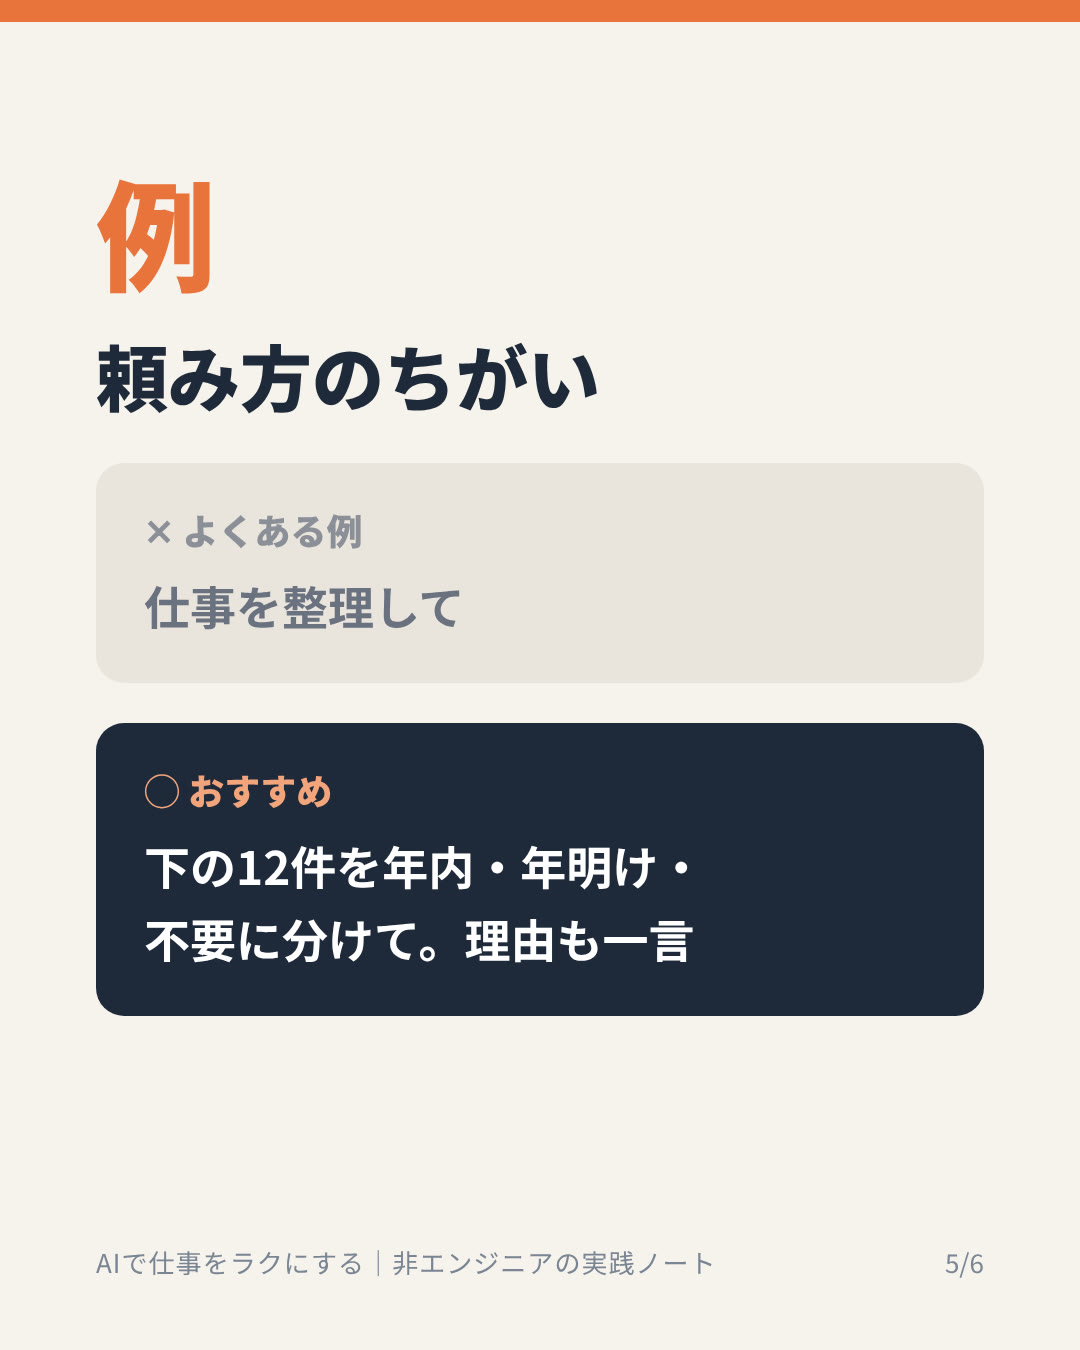 例
頼み方のちがい
× よくある例
仕事を整理して
○ おすすめ
下の12件を年内・年明け・
不要に分けて。理由も一言
AIで仕事をラクにする｜非エンジニアの実践ノート
5/6